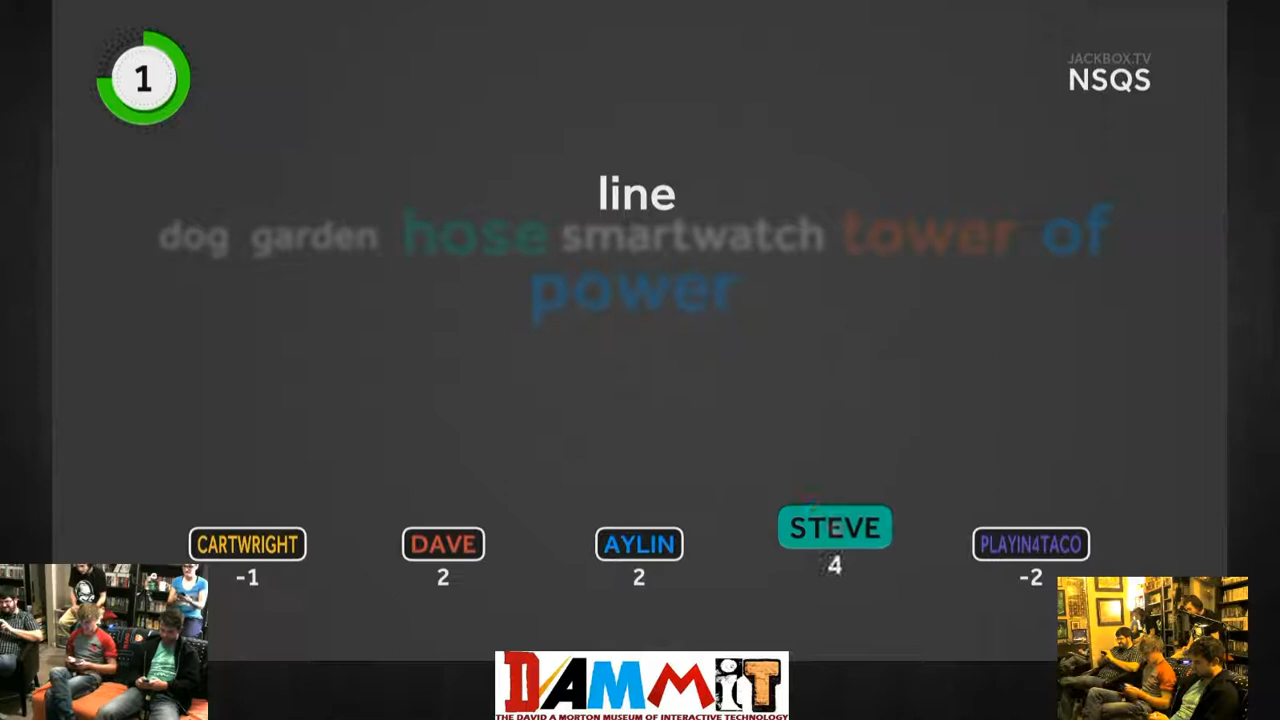 1
JACKBOX.TV
NSQS
line
dog garden hose smartwatch tower of
power
CARTWRIGHT
DAVE
AYLIN
STEVE
PLAYIN4TACO
-1
2
2
4
-2
DAMMiT
THE DAVID A MORTON MUSEUM OF INTERACTIVE TECHNOLOGY